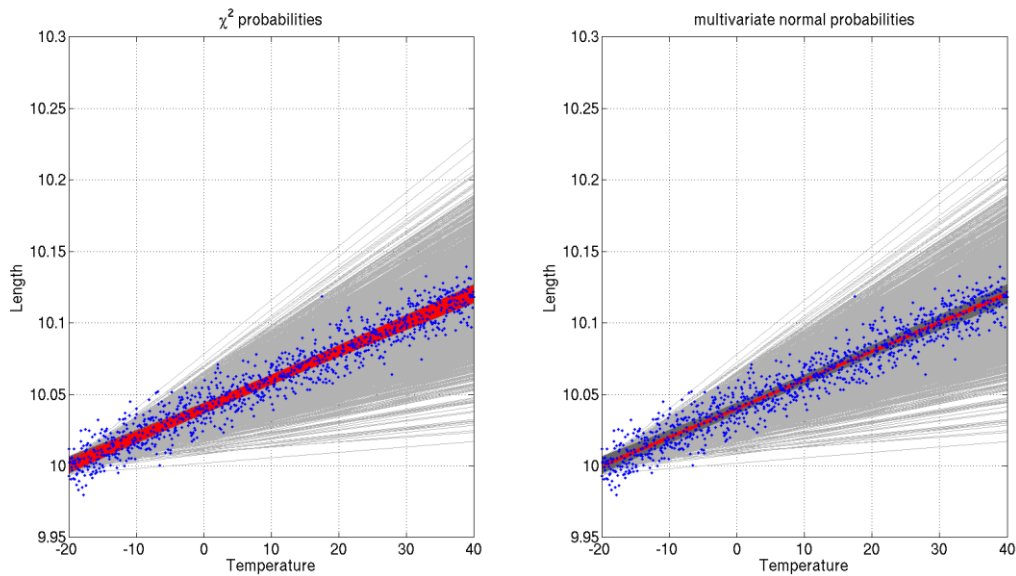 χ² probabilities
10.3
10.25
10.2
10.15
10.1
10.05
10
9.95
Length
-20 -10 0 10 20 30 40
Temperature
multivariate normal probabilities
10.3
10.25
10.2
10.15
10.1
10.05
10
9.95
Length
-20 -10 0 10 20 30 40
Temperature